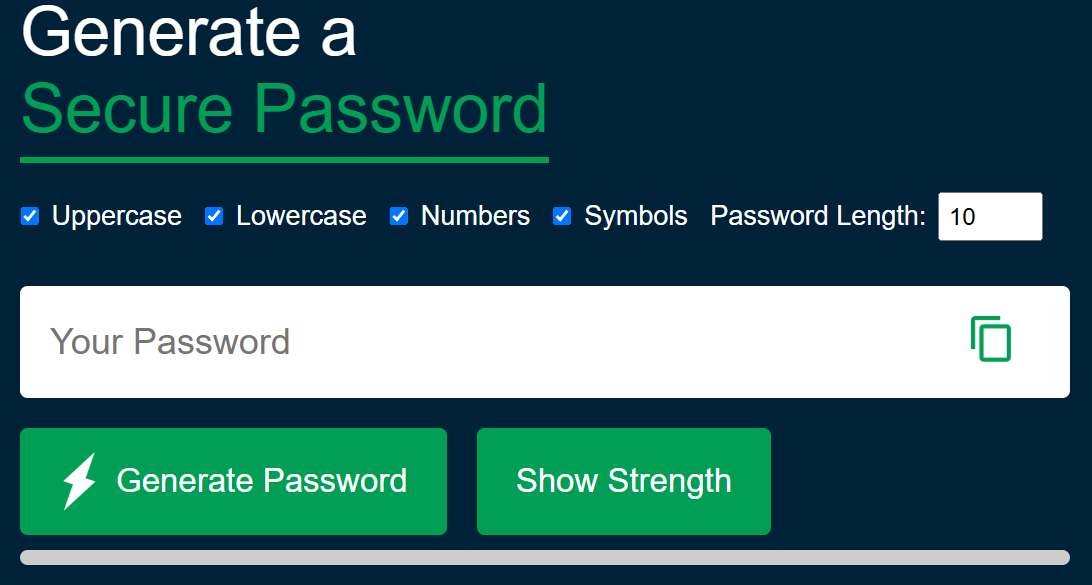 Generate a
Secure Password
Uppercase Lowercase Numbers Symbols Password Length: 10
Your Password
Generate Password Show Strength